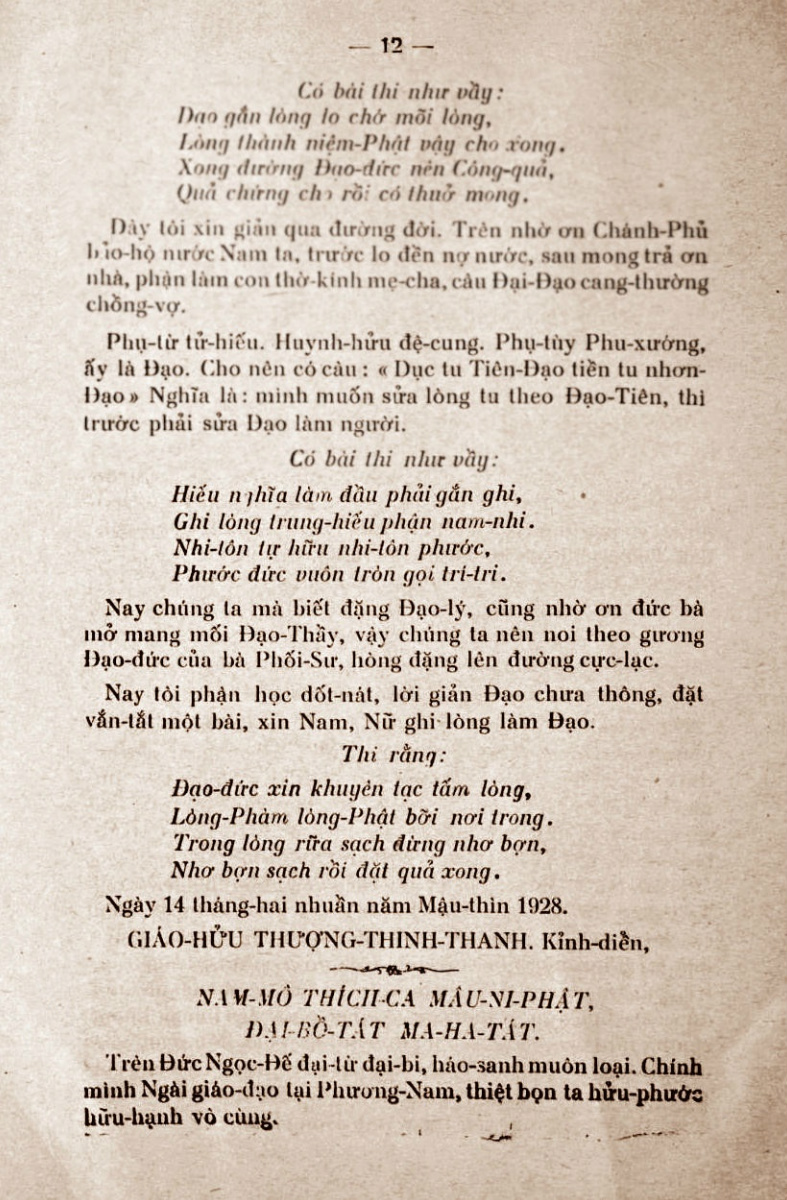 — 12 —
Có bài thi như vầy:
Đạo gần lòng lo chớ mỗi lòng,
Lòng thành niệm-Phật vậy cho xong.
Xong đường Đạo-đức nên Công-quả,
Quả chứng cho rồi có thuở mong.
Dây tôi xin giản qua đường đời. Trên nhờ ơn Chánh-Phủ
bảo-hộ nước Nam ta, trước lo đền nợ nước, sau mong trả ơn
nhà, phận làm con thờ-kính mẹ-cha, câu Đại-Đạo cang-thường
chồng-vợ.
Phụ-từ tử-hiếu. Huynh-hửu đệ-cung. Phụ-tùy Phu-xướng,
ấy là Đạo. Cho nên có câu : « Dục tu Tiên-Đạo tiền tu nhơn-
Đạo» Nghĩa là : mình muốn sửa lòng tu theo Đạo-Tiên, thì
trước phải sửa Đạo làm người.
Có bài thi như vầy:
Hiếu nghĩa làm đầu phải gắn ghi,
Ghi lòng trung-hiếu phận nam-nhi.
Nhi-tôn tự hữu nhi-tôn phước,
Phước đức vuôn tròn gọi trí-tri.
Nay chúng ta mà biết đặng Đạo-lý, cũng nhờ ơn đức bà
mở mang mối Đạo-Thầy, vậy chúng ta nên noi theo gương
Đạo-đức của bà Phối-Sư, hòng đặng lên đường cực-lạc.
Nay tôi phận học dốt-nát, lời giản Đạo chưa thông, đặt
vắn-tắt một bài, xin Nam, Nữ ghi lòng làm Đạo.
Thi rằng:
Đạo-đức xin khuyên tạc tấm lòng,
Lòng-Phàm lòng-Phật bỡi nơi trong.
Trong lòng rữa sạch đừng nhơ bợn,
Nhơ bợn sạch rồi đặt quả xong.
Ngày 14 tháng-hai nhuần năm Mậu-thìn 1928.
GIÁO-HỬU THƯỢNG-THINH-THANH. Kỉnh-diễn,
NAM-MÔ THÍCH-CA MÂU-NI-PHẬT,
ĐẠI-BỒ-TÁT MA-HA-TÁT.
Trên Đức Ngọc-Đế đại-từ đại-bi, háo-sanh muôn loại. Chính
mình Ngài giáo-đạo tại Phương-Nam, thiệt bọn ta hửu-phước
hữu-hạnh vô cùng.